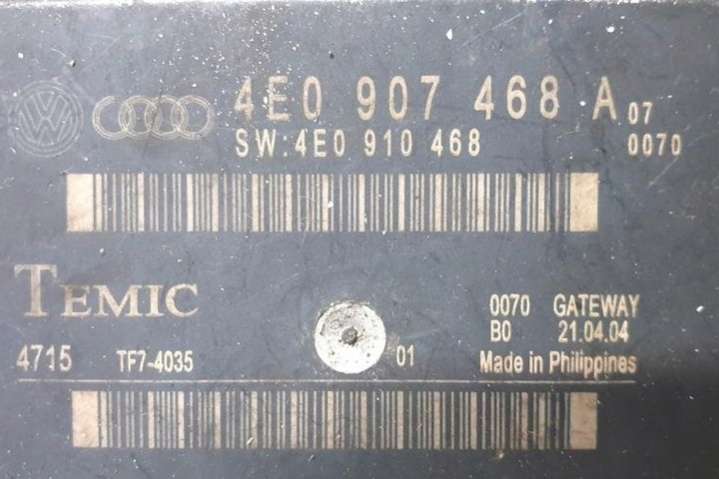 4E0 907 468 A 07
SW:4E0 910 468 0070
TEMIC
0070 GATEWAY
B0 21.04.04
4715 TF7-4035 01 Made in Philippines